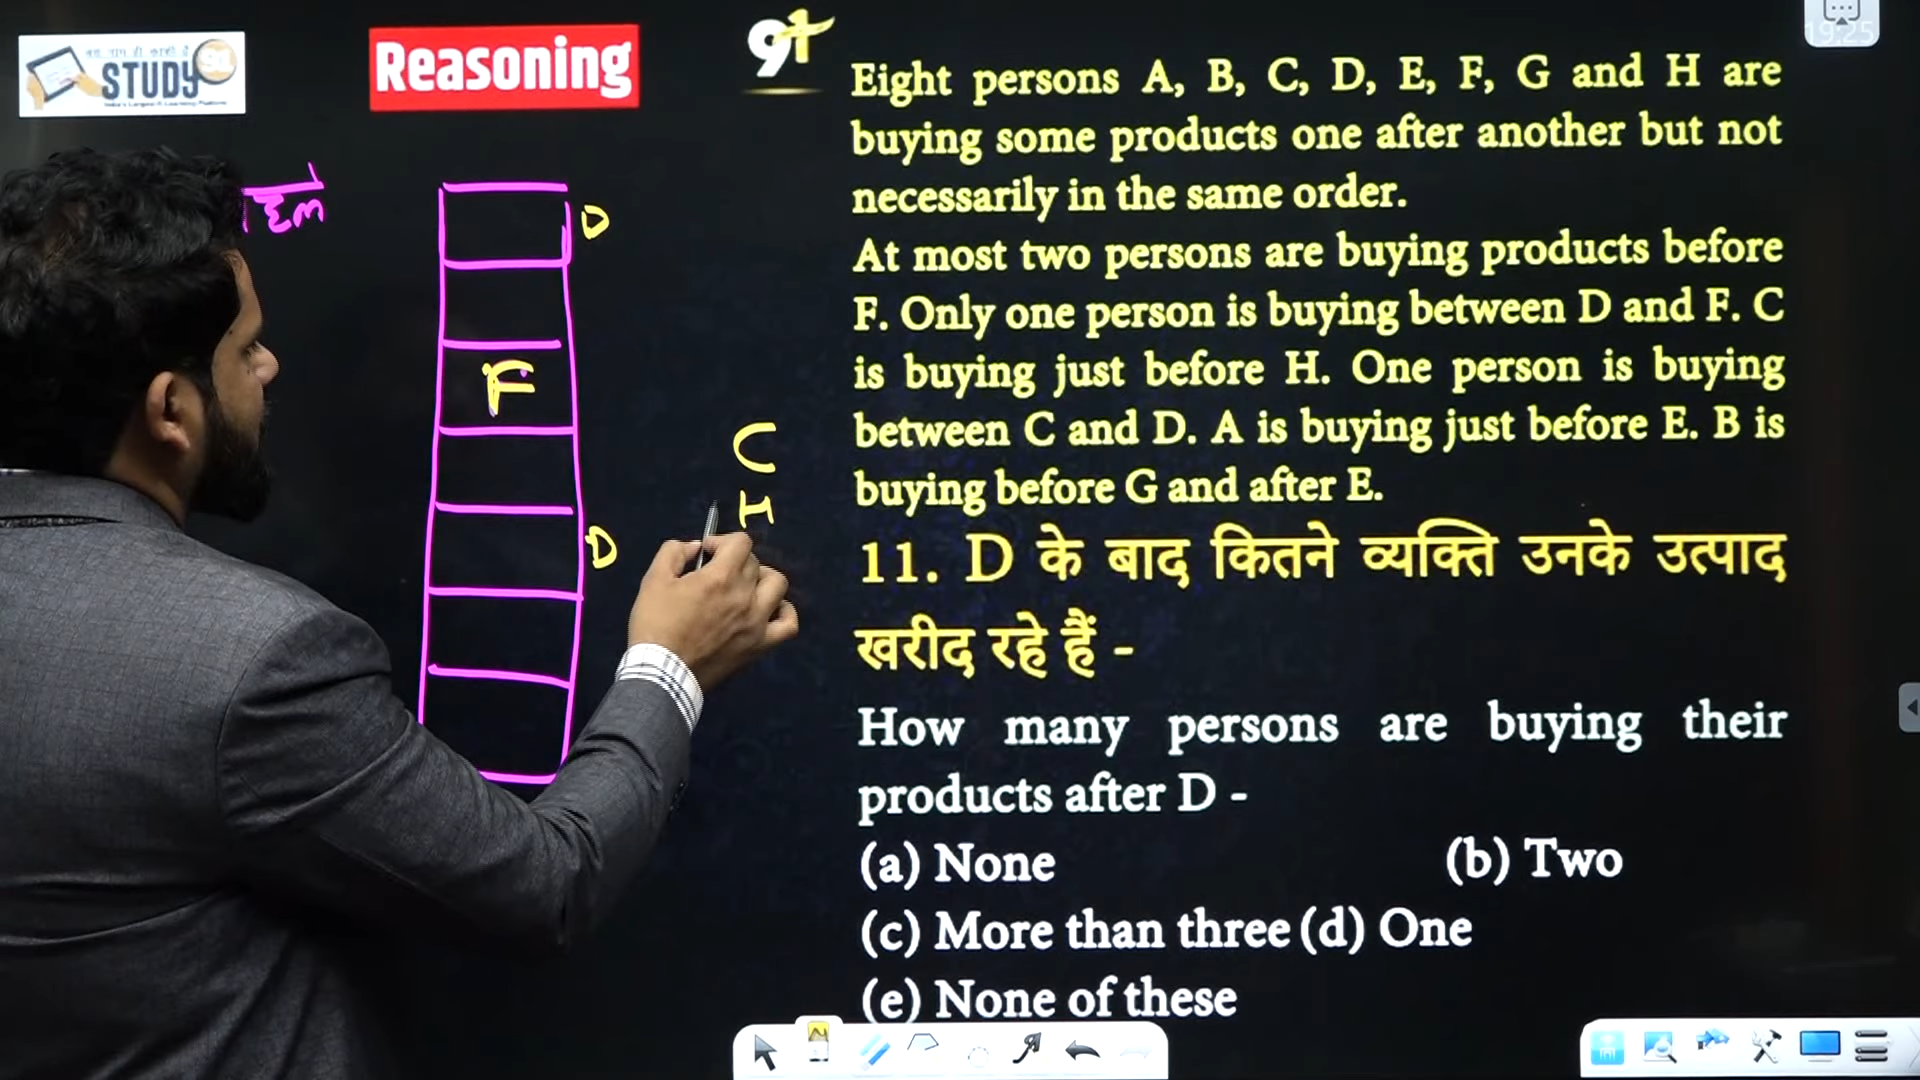 STUDY 91
Reasoning
9+
19:25
Eight persons A, B, C, D, E, F, G and H are
buying some products one after another but not
necessarily in the same order.
At most two persons are buying products before
F. Only one person is buying between D and F. C
is buying just before H. One person is buying
between C and D. A is buying just before E. B is
buying before G and after E.
11. D के बाद कितने व्यक्ति उनके उत्पाद
खरीद रहे हैं -
How many persons are buying their
products after D -
(a) None (b) Two
(c) More than three (d) One
(e) None of these
D
F
D
C
H